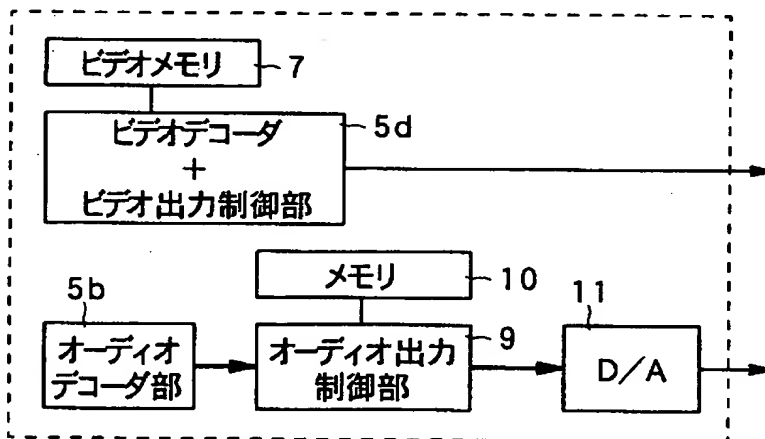 ビデオメモリ 7
ビデオデコーダ 5d
+
ビデオ出力制御部
メモリ 10
5b
オーディオ
デコーダ部
オーディオ出力
制御部
9
11
D/A